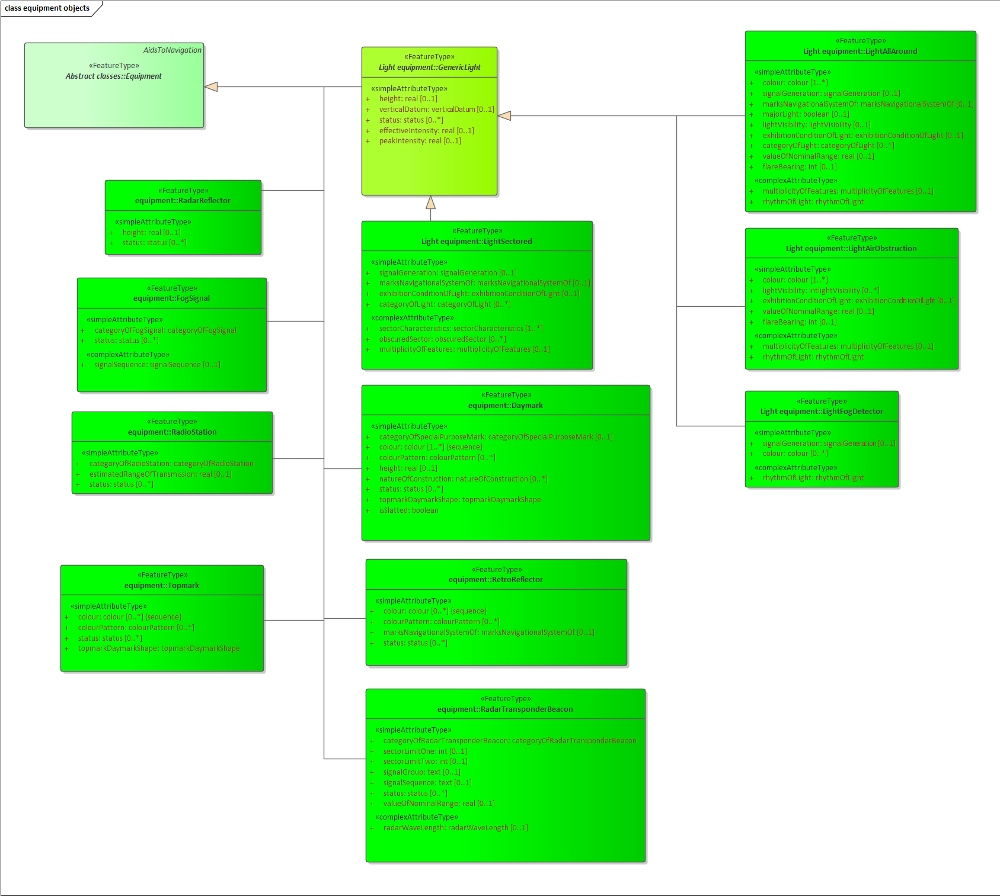 class equipment objects
AidsToNavigation
«FeatureType»
Abstract classes::Equipment
«FeatureType»
Light equipment::GenericLight
«simpleAttributeType»
+ height: real [0..1]
+ verticalDatum: verticalDatum [0..1]
+ status: status [0..*]
+ effectiveIntensity: real [0..1]
+ peakIntensity: real [0..1]
«FeatureType»
Light equipment::LightAllAround
«simpleAttributeType»
+ colour: colour [1..*]
+ signalGeneration: signalGeneration [0..1]
+ marksNavigationalSystemOf: marksNavigationalSystemOf [0..1]
+ majorLight: boolean [0..1]
+ lightVisibility: lightVisibility [0..1]
+ exhibitionConditionOfLight: exhibitionConditionOfLight [0..1]
+ categoryOfLight: categoryOfLight [0..*]
+ valueOfNominalRange: real [0..1]
+ flareBearing: int [0..1]
«complexAttributeType»
+ multiplicityOfFeatures: multiplicityOfFeatures [0..1]
+ rhythmOfLight: rhythmOfLight
«FeatureType»
equipment::RadarReflector
«simpleAttributeType»
+ height: real [0..1]
+ status: status [0..*]
«FeatureType»
Light equipment::LightSectored
«simpleAttributeType»
+ signalGeneration: signalGeneration [0..1]
+ marksNavigationalSystemOf: marksNavigationalSystemOf [0..1]
+ exhibitionConditionOfLight: exhibitionConditionOfLight [0..1]
+ categoryOfLight: categoryOfLight [0..*]
«complexAttributeType»
+ sectorCharacteristics: sectorCharacteristics [1..*]
+ obscuredSector: obscuredSector [0..*]
+ multiplicityOfFeatures: multiplicityOfFeatures [0..1]
«FeatureType»
Light equipment::LightAirObstruction
«simpleAttributeType»
+ colour: colour [1..*]
+ lightVisibility: intlightVisibility [0..*]
+ exhibitionConditionOfLight: exhibitionConditionOfLight [0..1]
+ valueOfNominalRange: real [0..1]
+ flareBearing: int [0..1]
«complexAttributeType»
+ multiplicityOfFeatures: multiplicityOfFeatures [0..1]
+ rhythmOfLight: rhythmOfLight
«FeatureType»
equipment::FogSignal
«simpleAttributeType»
+ categoryOfFogSignal: categoryOfFogSignal
+ status: status [0..*]
«complexAttributeType»
+ signalSequence: signalSequence [0..1]
«FeatureType»
equipment::Daymark
«simpleAttributeType»
+ categoryOfSpecialPurposeMark: categoryOfSpecialPurposeMark [0..1]
+ colour: colour [1..*] {sequence}
+ colourPattern: colourPattern [0..*]
+ height: real [0..1]
+ natureOfConstruction: natureOfConstruction [0..*]
+ status: status [0..*]
+ topmarkDaymarkShape: topmarkDaymarkShape
+ isSlatted: boolean
«FeatureType»
Light equipment::LightFogDetector
«simpleAttributeType»
+ signalGeneration: signalGeneration [0..1]
+ colour: colour [0..*]
«complexAttributeType»
+ rhythmOfLight: rhythmOfLight
«FeatureType»
equipment::RadioStation
«simpleAttributeType»
+ categoryOfRadioStation: categoryOfRadioStation
+ estimatedRangeOfTransmission: real [0..1]
+ status: status [0..*]
«FeatureType»
equipment::Topmark
«simpleAttributeType»
+ colour: colour [0..*] {sequence}
+ colourPattern: colourPattern [0..*]
+ status: status [0..*]
+ topmarkDaymarkShape: topmarkDaymarkShape
«FeatureType»
equipment::RetroReflector
«simpleAttributeType»
+ colour: colour [0..*] {sequence}
+ colourPattern: colourPattern [0..*]
+ marksNavigationalSystemOf: marksNavigationalSystemOf [0..1]
+ status: status [0..*]
«FeatureType»
equipment::RadarTransponderBeacon
«simpleAttributeType»
+ categoryOfRadarTransponderBeacon: categoryOfRadarTransponderBeacon
+ sectorLimitOne: int [0..1]
+ sectorLimitTwo: int [0..1]
+ signalGroup: text [0..1]
+ signalSequence: text [0..1]
+ status: status [0..*]
+ valueOfNominalRange: real [0..1]
«complexAttributeType»
+ radarWaveLength: radarWaveLength [0..1]